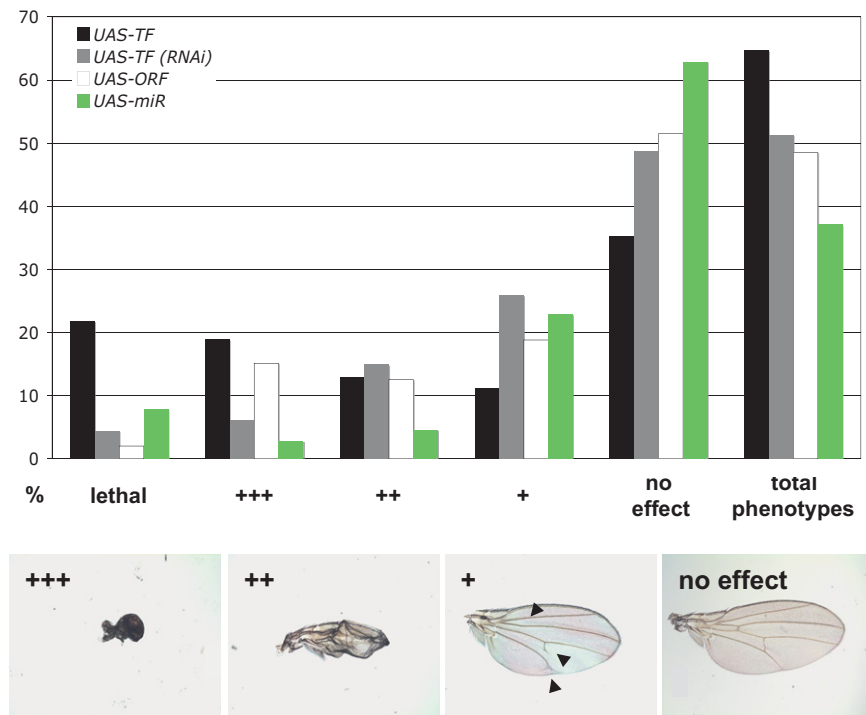 70
60
50
40
30
20
10
0
UAS-TF
UAS-TF (RNAi)
UAS-ORF
UAS-miR
% lethal +++ ++ + no effect total phenotypes
+++ ++ + no effect